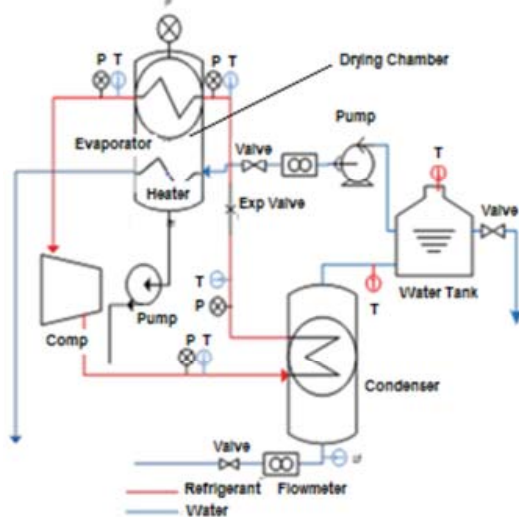 P T
P T
Drying Chamber
Pump
Evaporator
Valve
T
Heater
Valve
Exp Valve
T
P
Water Tank
T
Pump
Comp
P T
Condenser
Valve
Refrigerant Flowmeter
Water